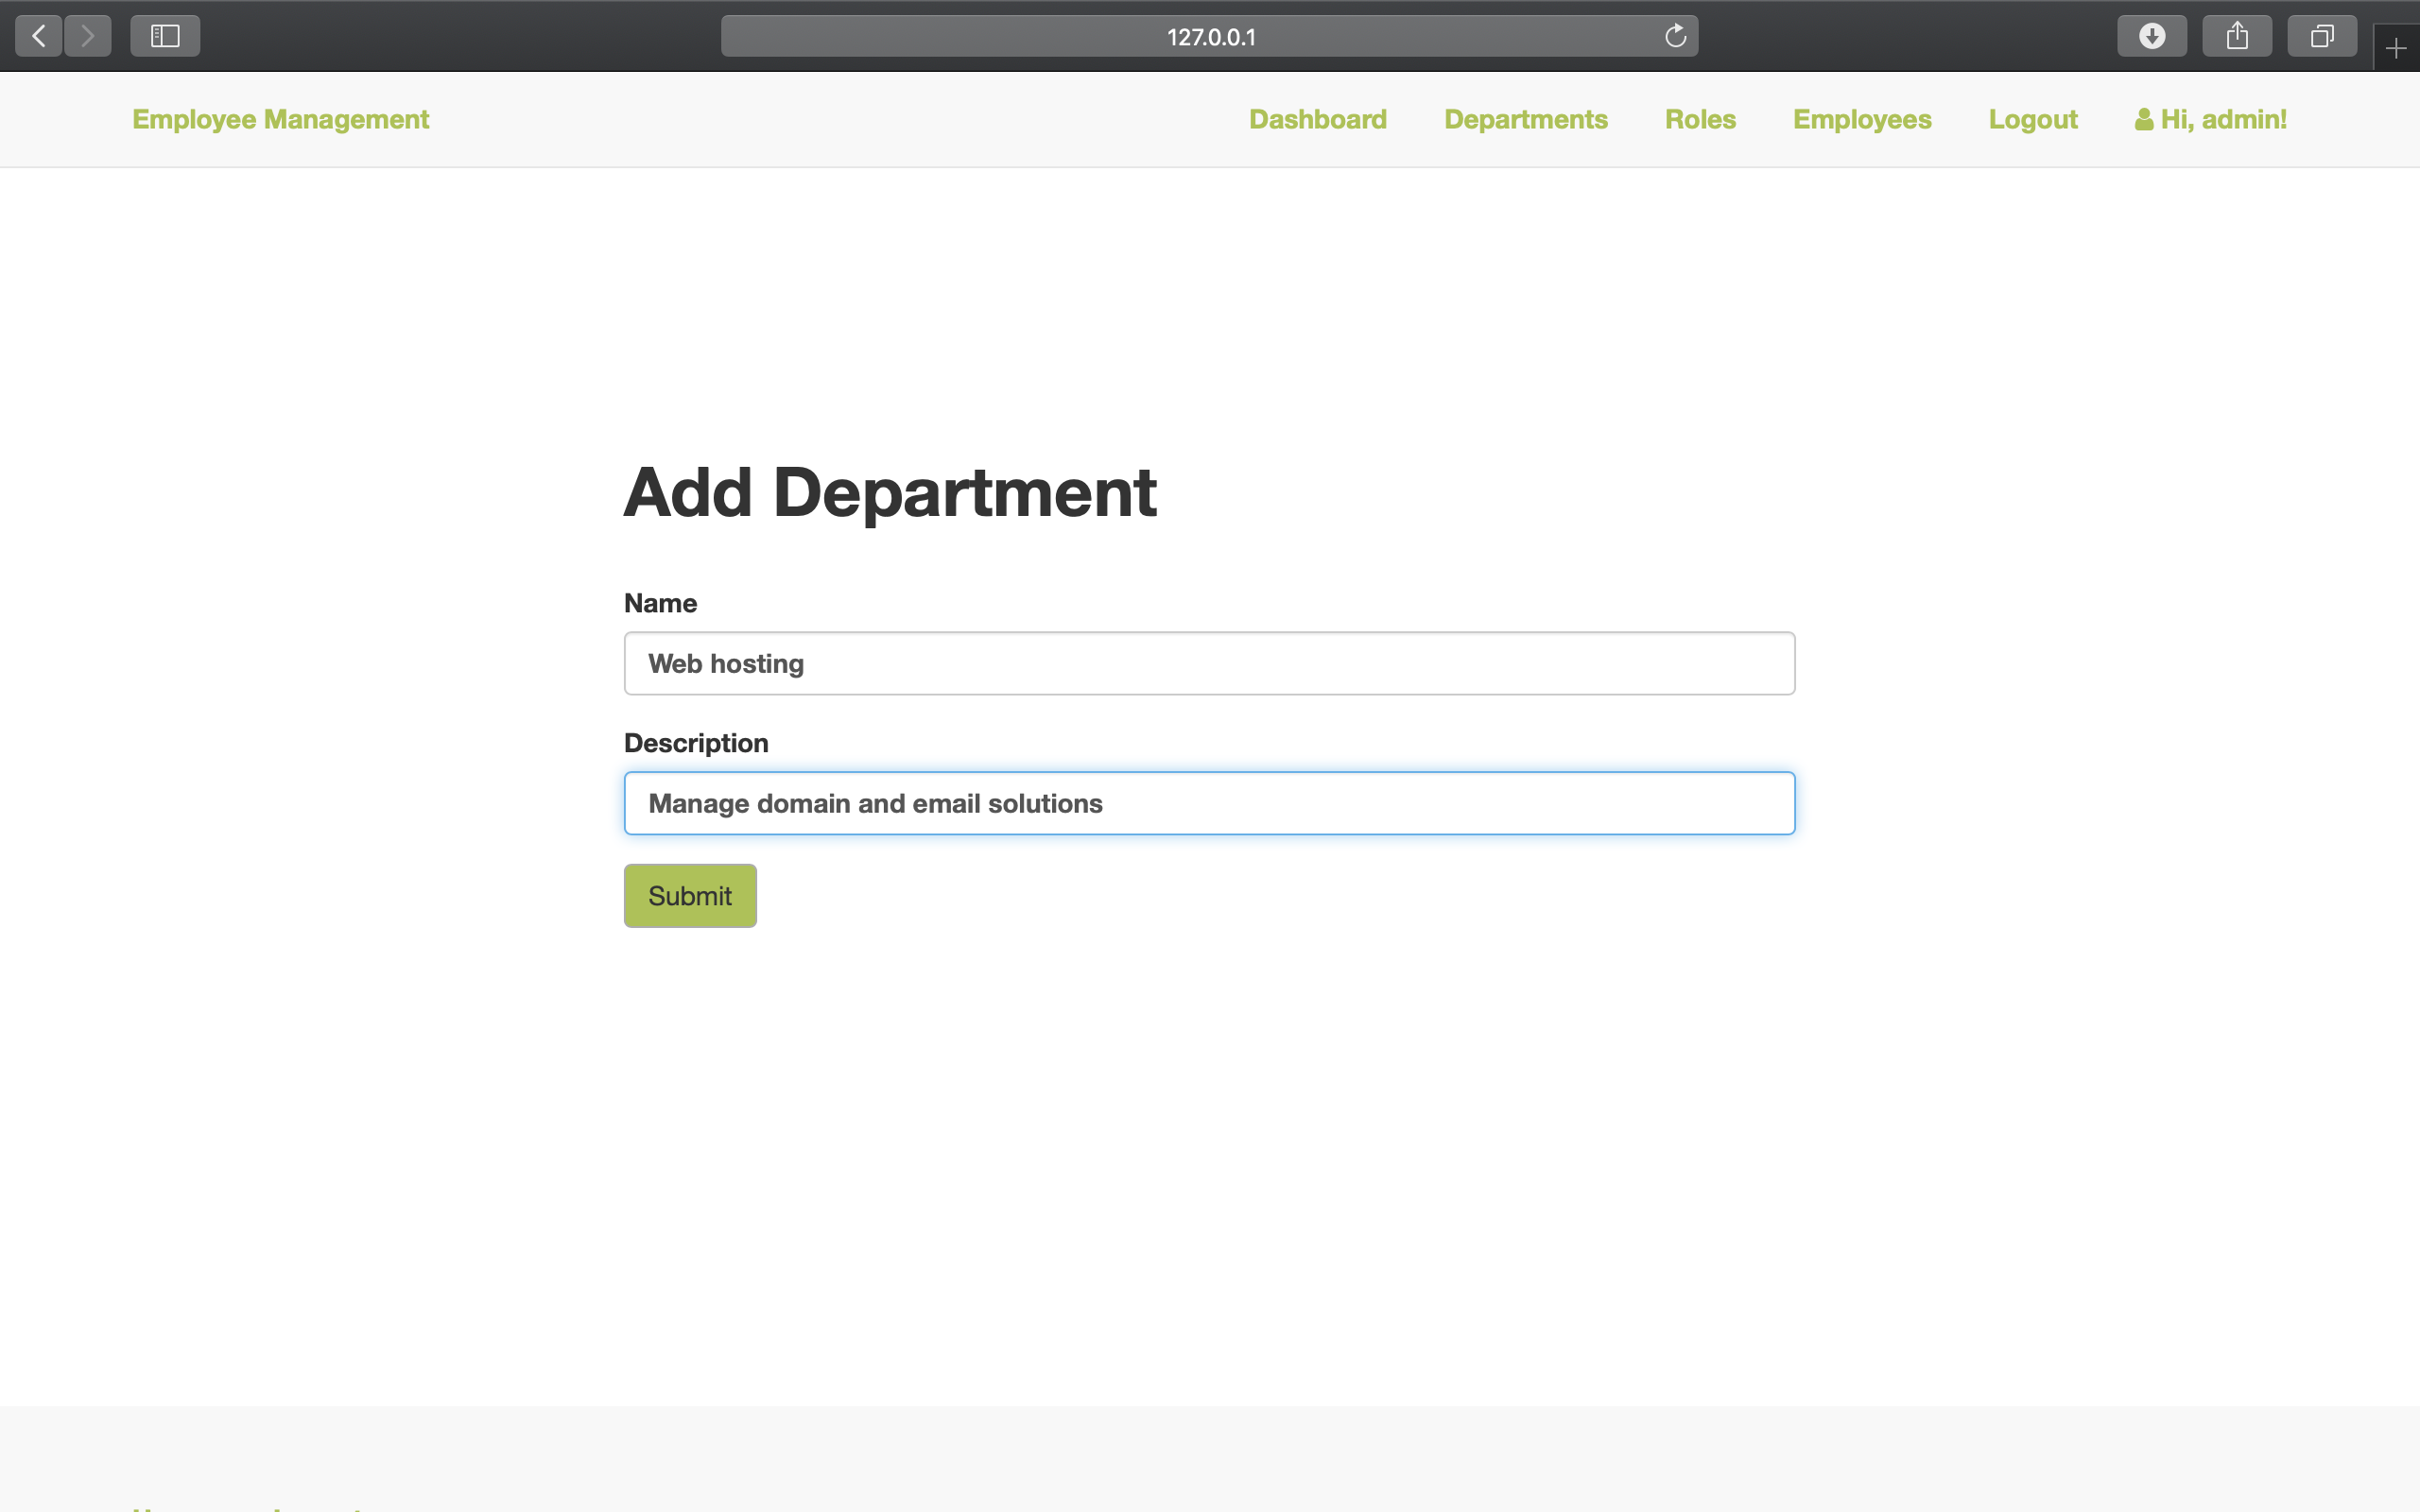 127.0.0.1
Employee Management
Dashboard
Departments
Roles
Employees
Logout
Hi, admin!
Add Department
Name
Web hosting
Description
Manage domain and email solutions
Submit